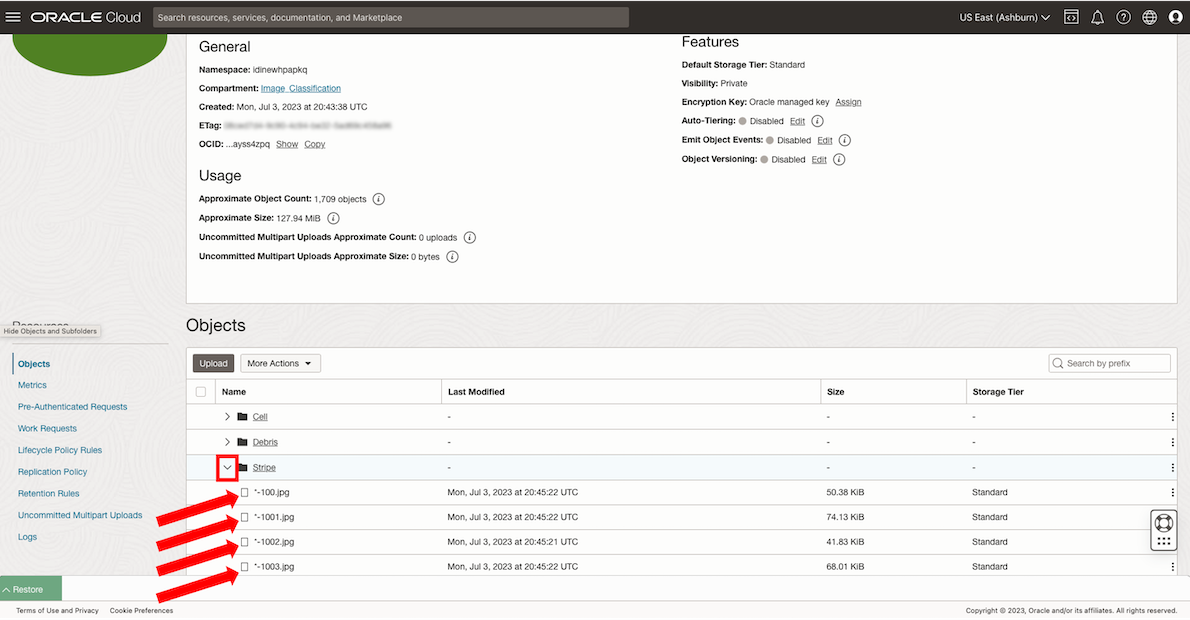 ORACLE Cloud Search resources, services, documentation, and Marketplace US East (Ashburn)
General
Namespace: idinewhpapkq
Compartment: Image_Classification
Created: Mon, Jul 3, 2023 at 20:43:38 UTC
ETag:
OCID: ...ayss4zpq Show Copy
Usage
Approximate Object Count: 1,709 objects
Approximate Size: 127.94 MiB
Uncommitted Multipart Uploads Approximate Count: 0 uploads
Uncommitted Multipart Uploads Approximate Size: 0 bytes
Features
Default Storage Tier: Standard
Visibility: Private
Encryption Key: Oracle managed key Assign
Auto-Tiering: Disabled Edit
Emit Object Events: Disabled Edit
Object Versioning: Disabled Edit
Resources
Hide Objects and Subfolders
Objects
Metrics
Pre-Authenticated Requests
Work Requests
Lifecycle Policy Rules
Replication Policy
Retention Rules
Uncommitted Multipart Uploads
Logs
Objects
Upload More Actions Search by prefix
Name Last Modified Size Storage Tier
Cell - - -
Debris - - -
Stripe - - -
*-100.jpg Mon, Jul 3, 2023 at 20:45:22 UTC 50.38 KiB Standard
*-1001.jpg Mon, Jul 3, 2023 at 20:45:22 UTC 74.13 KiB Standard
*-1002.jpg Mon, Jul 3, 2023 at 20:45:21 UTC 41.83 KiB Standard
*-1003.jpg Mon, Jul 3, 2023 at 20:45:22 UTC 68.01 KiB Standard
Restore
Terms of Use and Privacy Cookie Preferences Copyright © 2023, Oracle and/or its affiliates. All rights reserved.